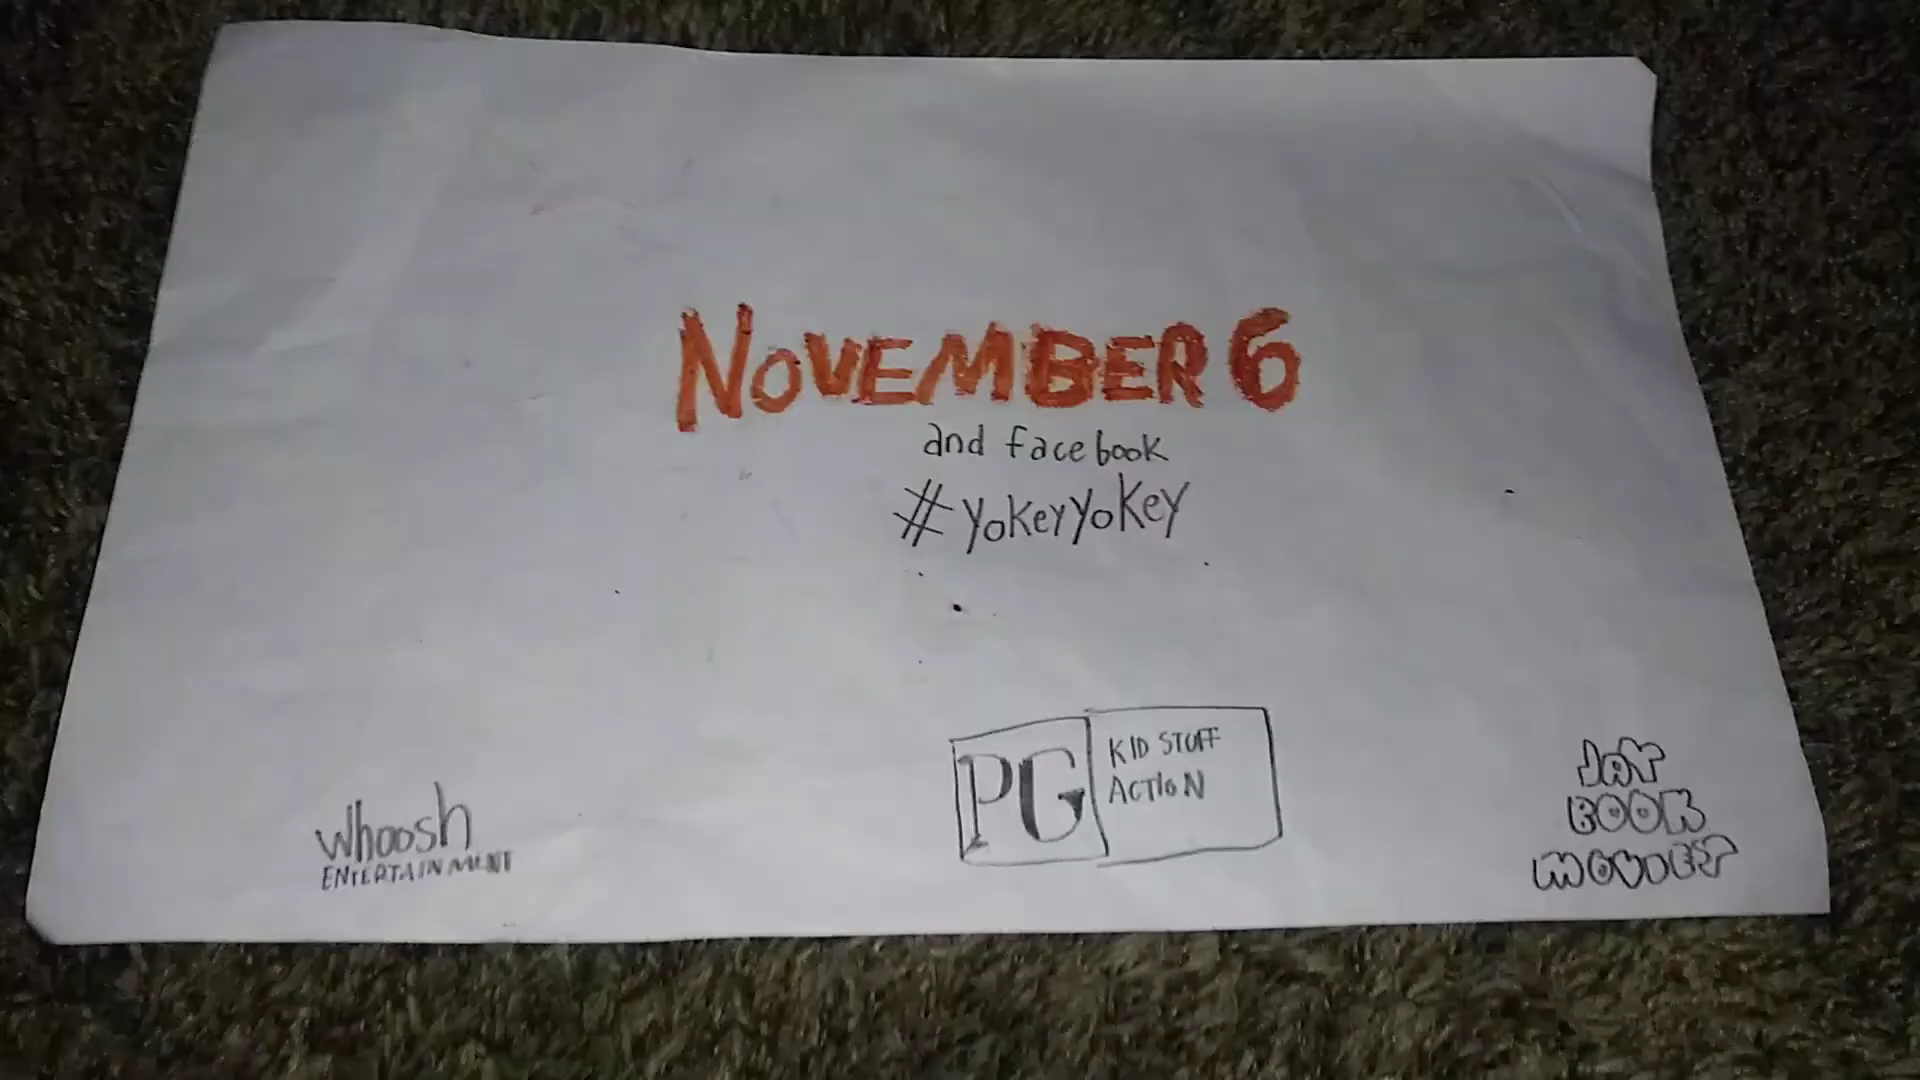 NOVEMBER 6
and facebook
#YoKeyYoKey
PG
KID STUFF
ACTION
whoosh
ENTERTAINMENT
JAY
BOOK
MOVIES